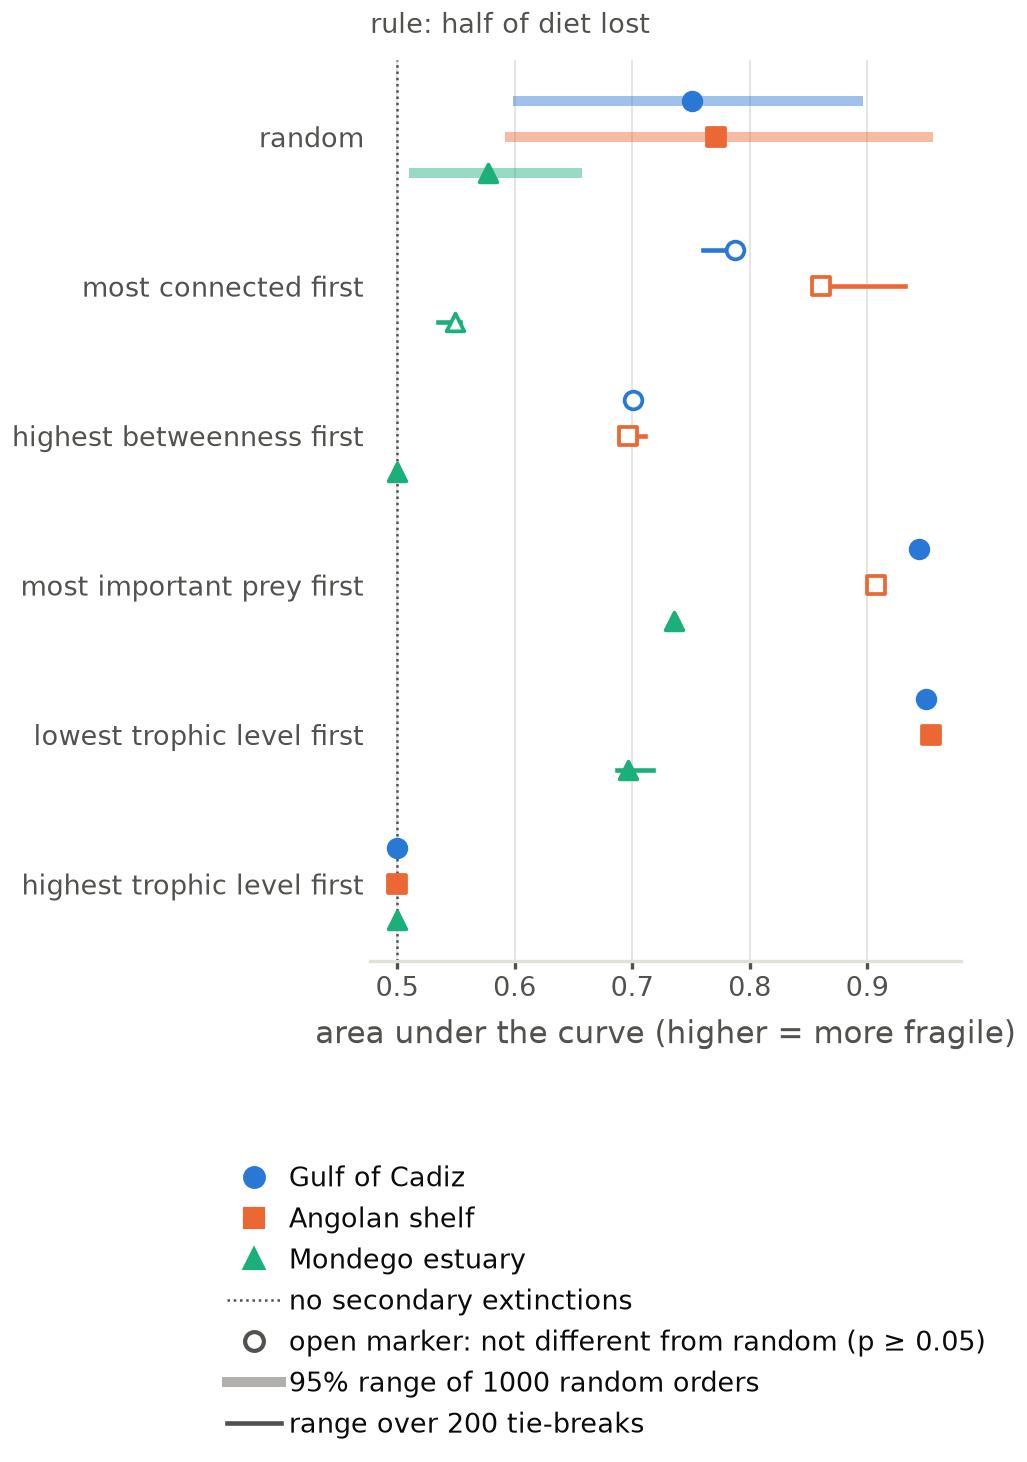 rule: half of diet lost
random
most connected first
highest betweenness first
most important prey first
lowest trophic level first
highest trophic level first
0.5 0.6 0.7 0.8 0.9
area under the curve (higher = more fragile)
Gulf of Cadiz
Angolan shelf
Mondego estuary
no secondary extinctions
open marker: not different from random (p ≥ 0.05)
95% range of 1000 random orders
range over 200 tie-breaks